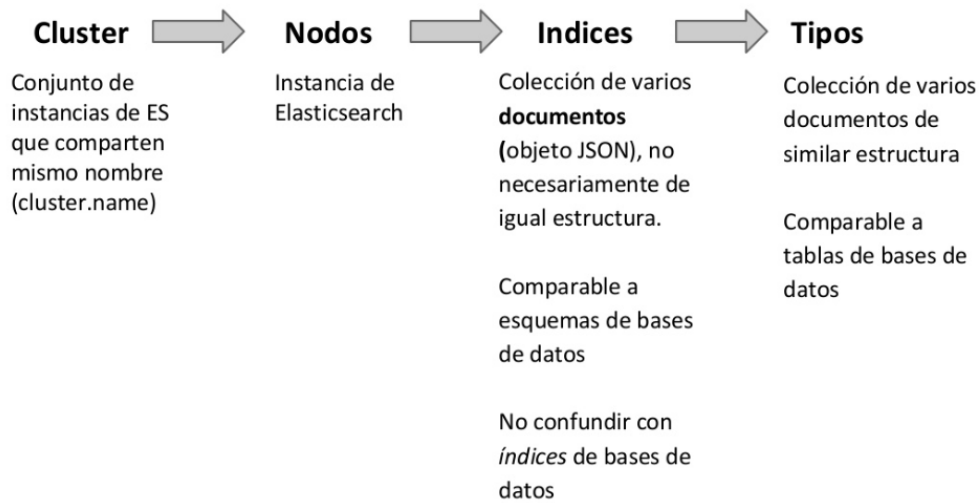 Cluster
Nodos
Indices
Tipos
Conjunto de
instancias de ES
que comparten
mismo nombre
(cluster.name)
Instancia de
Elasticsearch
Colección de varios
documentos
(objeto JSON), no
necesariamente de
igual estructura.
Comparable a
esquemas de bases
de datos
No confundir con
índices de bases de
datos
Colección de varios
documentos de
similar estructura
Comparable a
tablas de bases de
datos